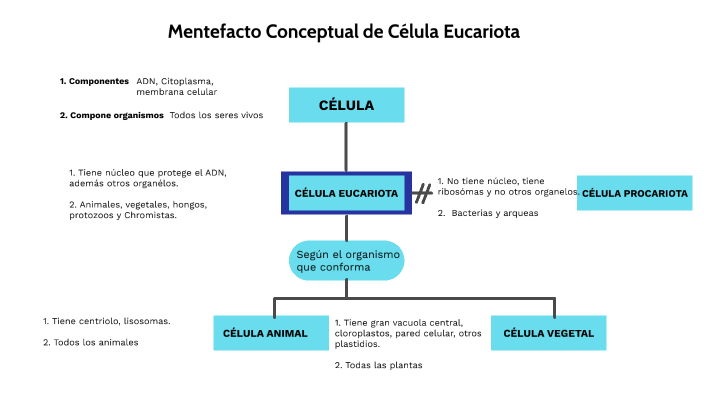 Mentefacto Conceptual de Célula Eucariota
1. Componentes ADN, Citoplasma,
membrana celular
2. Compone organismos Todos los seres vivos
CÉLULA
1. Tiene núcleo que protege el ADN,
además otros organélos.
2. Animales, vegetales, hongos,
protozoos y Chromistas.
CÉLULA EUCARIOTA
1. No tiene núcleo, tiene
ribosómas y no otros organelos.
2. Bacterias y arqueas
CÉLULA PROCARIOTA
Según el organismo
que conforma
1. Tiene centriolo, lisosomas.
2. Todos los animales
CÉLULA ANIMAL
1. Tiene gran vacuola central,
cloroplastos, pared celular, otros
plastidios.
2. Todas las plantas
CÉLULA VEGETAL